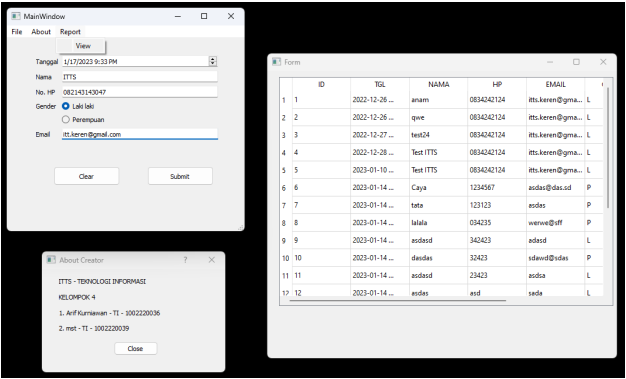 MainWindow
File About Report
View
Tanggal 1/17/2023 9:33 PM
Nama ITTS
No. HP 082143143047
Gender Laki laki
Perempuan
Email itt.keren@gmail.com
Clear Submit
About Creator ?
ITTS - TEKNOLOGI INFORMASI
KELOMPOK 4
1. Arif Kurniawan - TI - 1002220036
2. mst - TI - 1002220039
Close
Form
ID TGL NAMA HP EMAIL
1 1 2022-12-26 ... anam 0834242124 itts.keren@gma... L
2 2 2022-12-26 ... qwe 0834242124 itts.keren@gma... L
3 3 2022-12-27 ... test24 0834242124 itts.keren@gma... L
4 4 2022-12-28 ... Test ITTS 0834242124 itts.keren@gma... L
5 5 2023-01-10 ... Test ITTS 0834242124 itts.keren@gma... L
6 6 2023-01-14 ... Caya 1234567 asdas@das.sd P
7 7 2023-01-14 ... tata 123123 asdas P
8 8 2023-01-14 ... lalala 034235 werwe@sff P
9 9 2023-01-14 ... asdasd 342423 adasd L
10 10 2023-01-14 ... dasdas 32423 sdawd@sdas P
11 11 2023-01-14 ... asdasd 23423 asdsa L
12 12 2023-01-14 ... asdas asd sada L